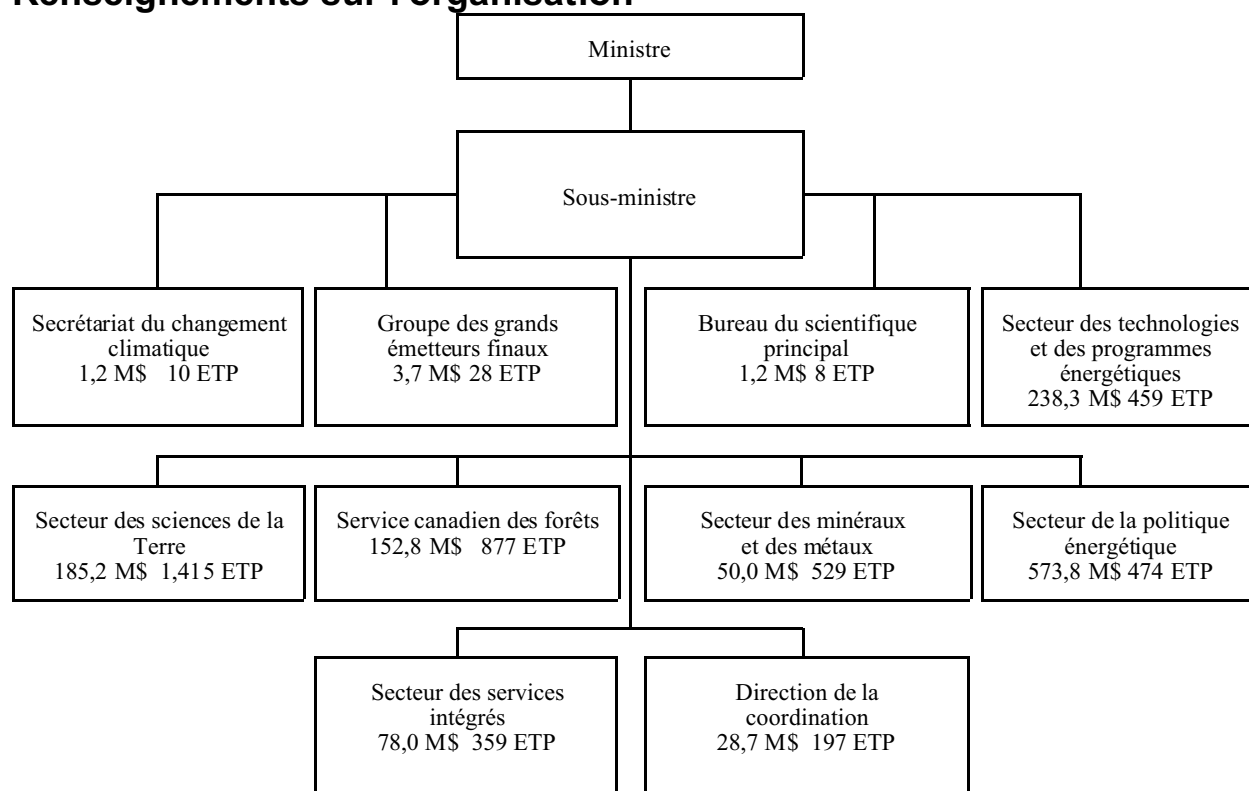 Renseignements sur l'organisation
Ministre
Sous-ministre
Secrétariat du changement
climatique
1,2 M$ 10 ETP
Groupe des grands
émetteurs finaux
3,7 M$ 28 ETP
Bureau du scientifique
principal
1,2 M$ 8 ETP
Secteur des technologies
et des programmes
énergétiques
238,3 M$ 459 ETP
Secteur des sciences de la
Terre
185,2 M$ 1,415 ETP
Service canadien des forêts
152,8 M$ 877 ETP
Secteur des minéraux
et des métaux
50,0 M$ 529 ETP
Secteur de la politique
énergétique
573,8 M$ 474 ETP
Secteur des services
intégrés
78,0 M$ 359 ETP
Direction de la
coordination
28,7 M$ 197 ETP